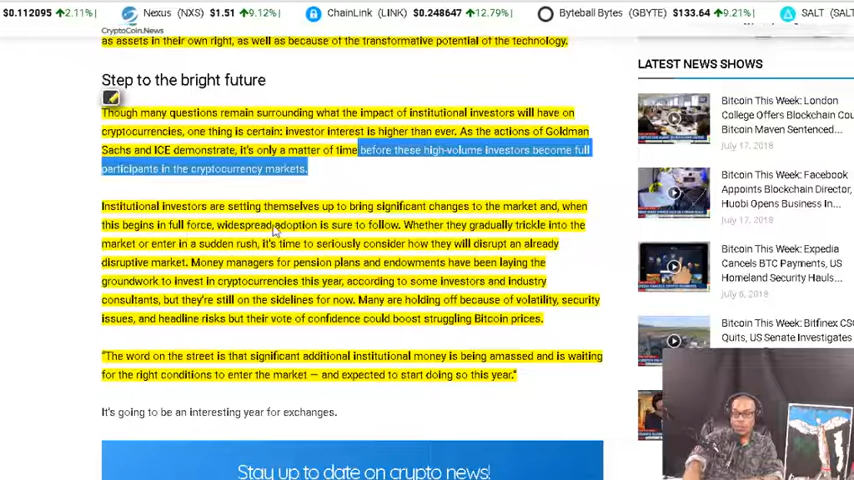 $0.112095 2.11% | Nexus (NXS) $1.51 9.12% | ChainLink (LINK) $0.248647 12.79% | Byteball Bytes (GBYTE) $133.64 9.21% | SALT (SALT)
CryptoCoin.News
as assets in their own right, as well as because of the transformative potential of the technology.
Step to the bright future
Though many questions remain surrounding what the impact of institutional investors will have on
cryptocurrencies, one thing is certain: investor interest is higher than ever. As the actions of Goldman
Sachs and ICE demonstrate, it's only a matter of time before these high-volume investors become full
participants in the cryptocurrency markets.
Institutional investors are setting themselves up to bring significant changes to the market and, when
this begins in full force, widespread adoption is sure to follow. Whether they gradually trickle into the
market or enter in a sudden rush, it's time to seriously consider how they will disrupt an already
disruptive market. Money managers for pension plans and endowments have been laying the
groundwork to invest in cryptocurrencies this year, according to some investors and industry
consultants, but they're still on the sidelines for now. Many are holding off because of volatility, security
issues, and headline risks but their vote of confidence could boost struggling Bitcoin prices.
"The word on the street is that significant additional institutional money is being amassed and is waiting
for the right conditions to enter the market — and expected to start doing so this year."
It's going to be an interesting year for exchanges.
Stay up to date on crypto news!
LATEST NEWS SHOWS
Bitcoin This Week: London
College Offers Blockchain Cou
Bitcoin Maven Sentenced...
July 17, 2018
Bitcoin This Week: Facebook
Appoints Blockchain Director,
Huobi Opens Business In...
July 17, 2018
Bitcoin This Week: Expedia
Cancels BTC Payments, US
Homeland Security Hauls...
July 6, 2018
Bitcoin This Week: Bitfinex CSO
Quits, US Senate Investigates